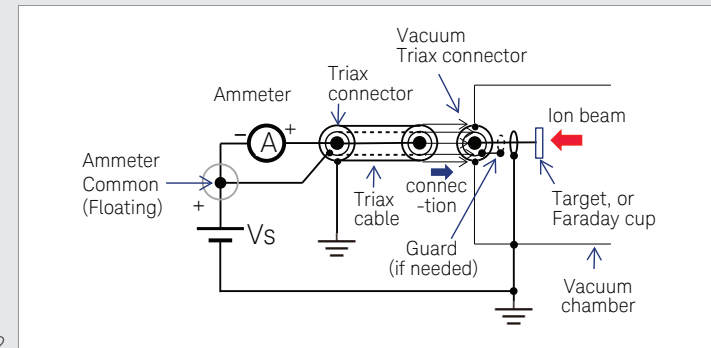 Vacuum
Triax connector
Triax
connector
Ammeter
Ion beam
− A +
Ammeter
Common
(Floating)
+
Vs
Triax
cable
connec
-tion
Guard
(if needed)
Target, or
Faraday cup
Vacuum
chamber